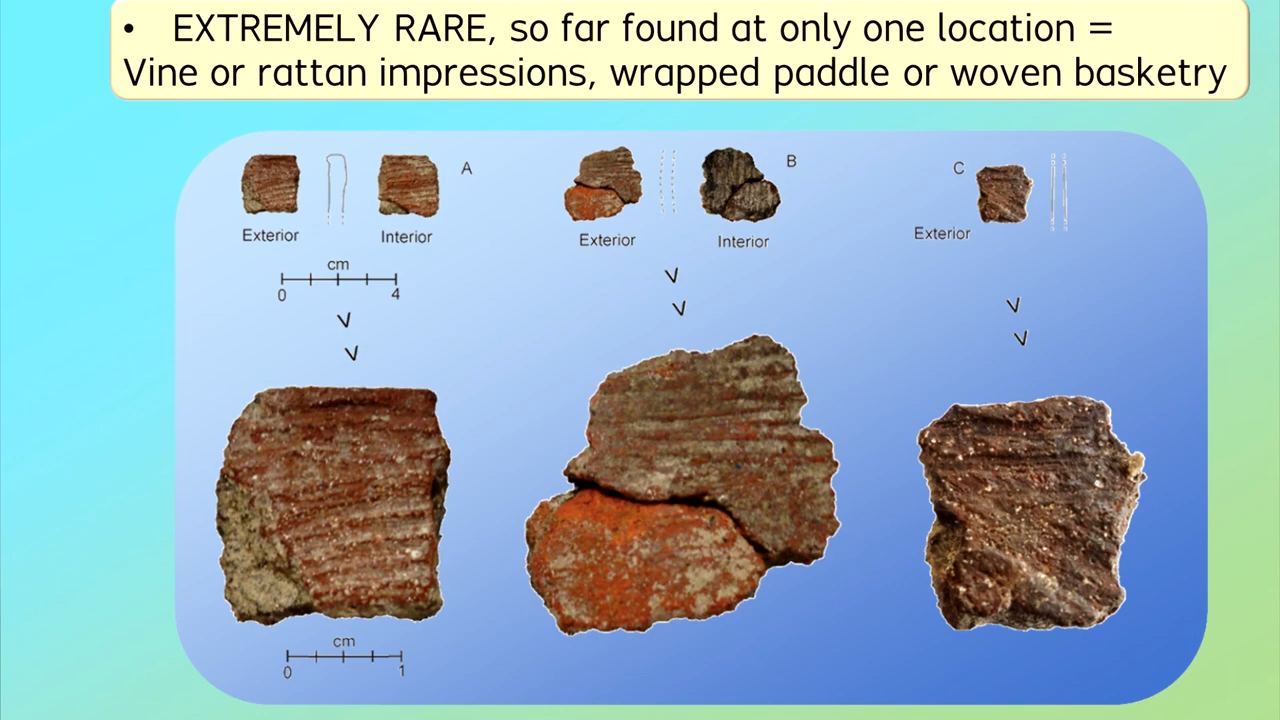 • EXTREMELY RARE, so far found at only one location =
Vine or rattan impressions, wrapped paddle or woven basketry
A
Exterior
Interior
cm
0 4
B
Exterior
Interior
C
Exterior
cm
0 1